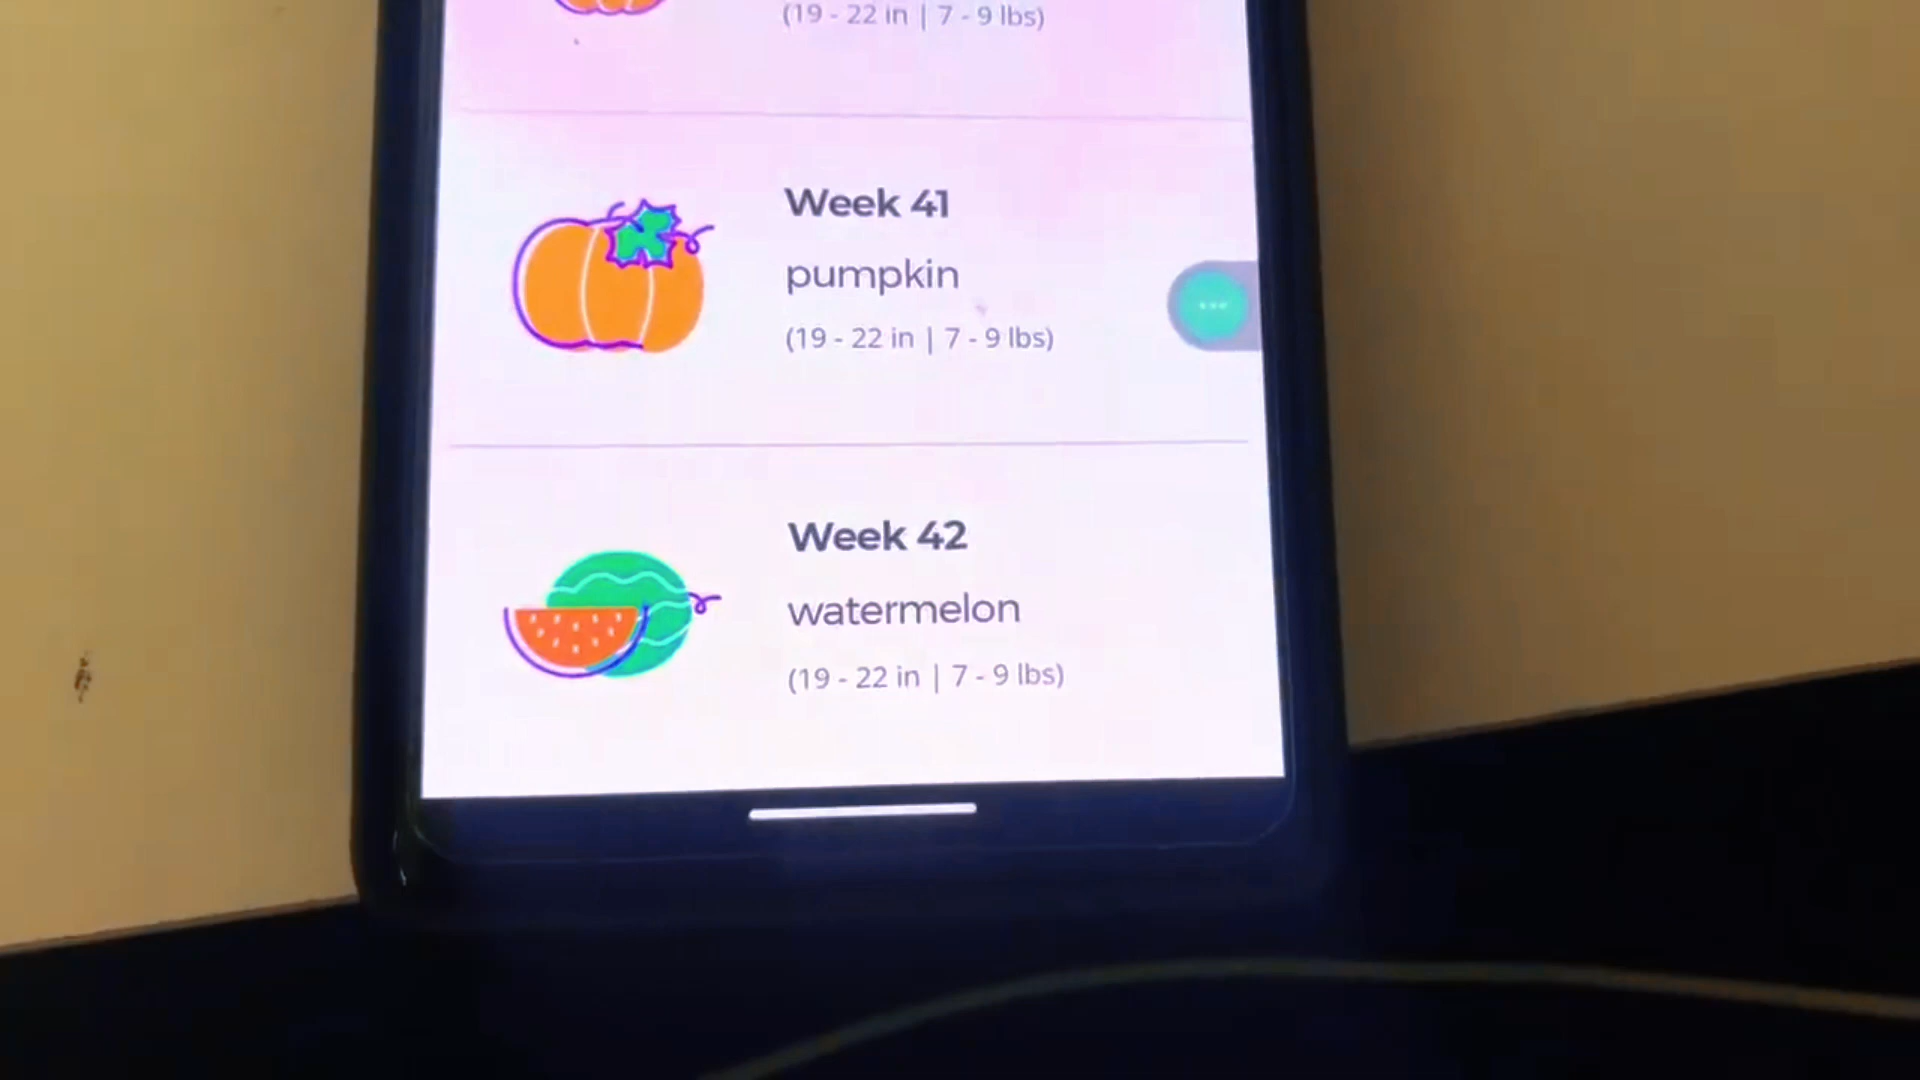 (19 - 22 in | 7 - 9 lbs)
Week 41
pumpkin
(19 - 22 in | 7 - 9 lbs)
Week 42
watermelon
(19 - 22 in | 7 - 9 lbs)